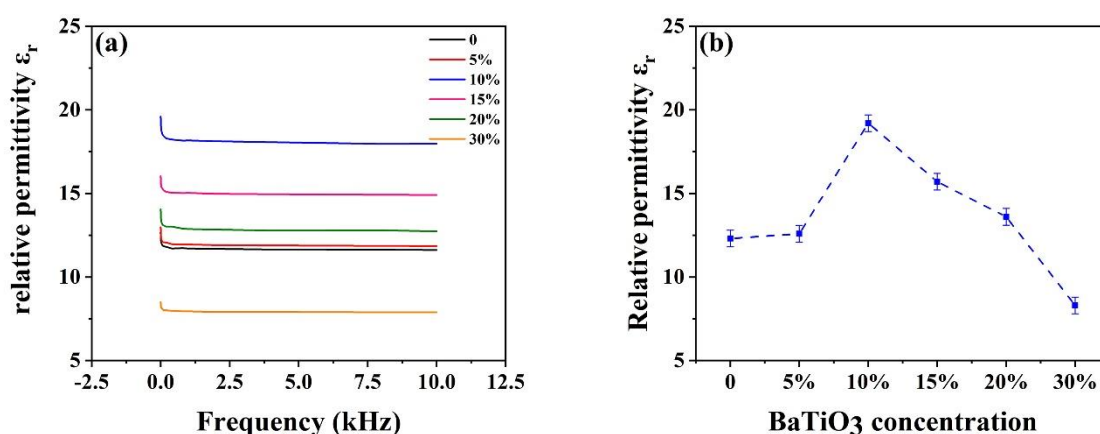 (a)
relative permittivity εr
25
20
15
10
5
-2.5 0.0 2.5 5.0 7.5 10.0 12.5
Frequency (kHz)
0
5%
10%
15%
20%
30%
(b)
Relative permittivity εr
25
20
15
10
5
0 5% 10% 15% 20% 30%
BaTiO3 concentration